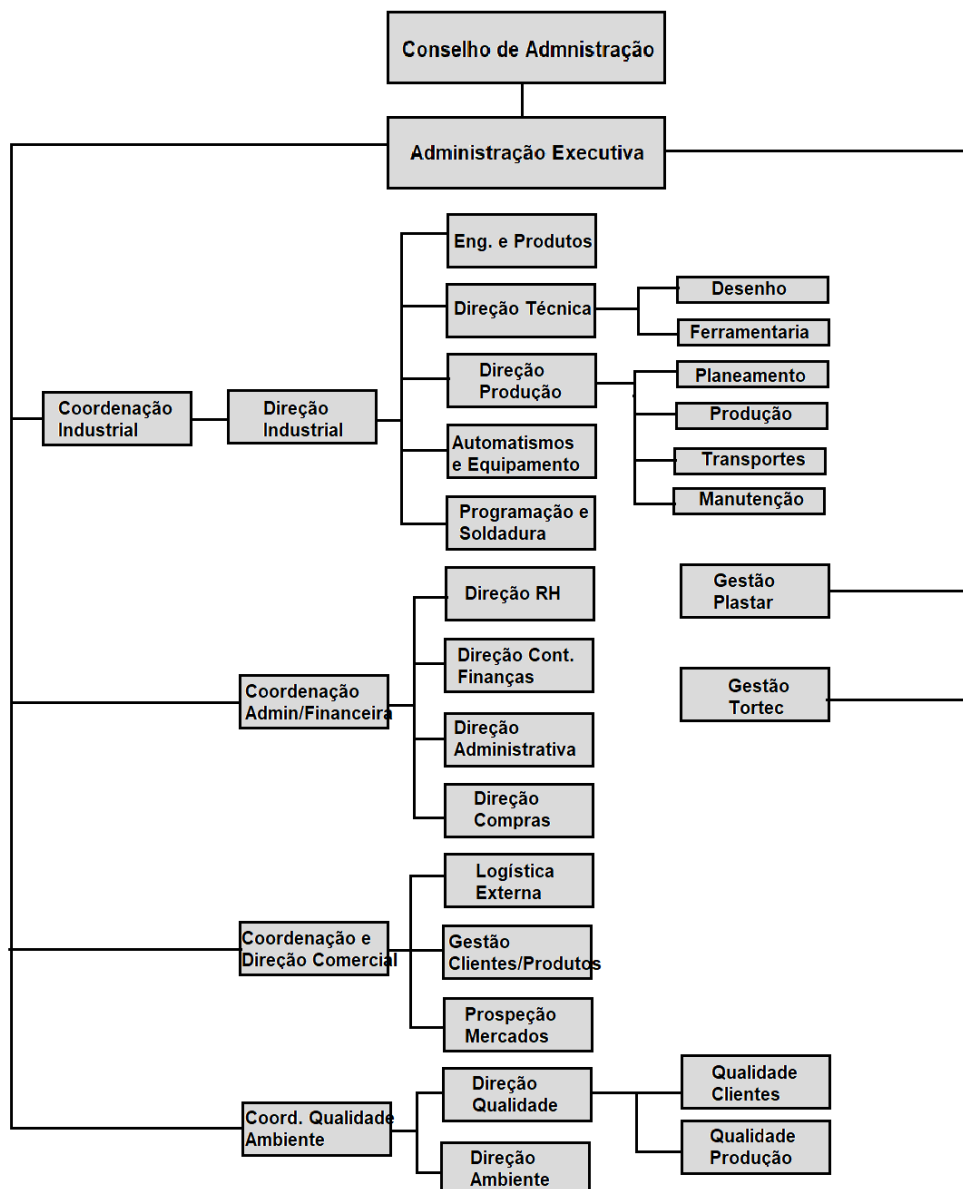 Conselho de Admnistração
Administração Executiva
Eng. e Produtos
Direção Técnica
Desenho
Ferramentaria
Direção
Produção
Planeamento
Produção
Transportes
Manutenção
Coordenação
Industrial
Direção
Industrial
Automatismos
e Equipamento
Programação e
Soldadura
Direção RH
Gestão
Plastar
Direção Cont.
Finanças
Coordenação
Admin/Financeira
Gestão
Tortec
Direção
Administrativa
Direção
Compras
Logística
Externa
Coordenação e
Direção Comercial
Gestão
Clientes/Produtos
Prospeção
Mercados
Coord. Qualidade
Ambiente
Direção
Qualidade
Qualidade
Clientes
Qualidade
Produção
Direção
Ambiente